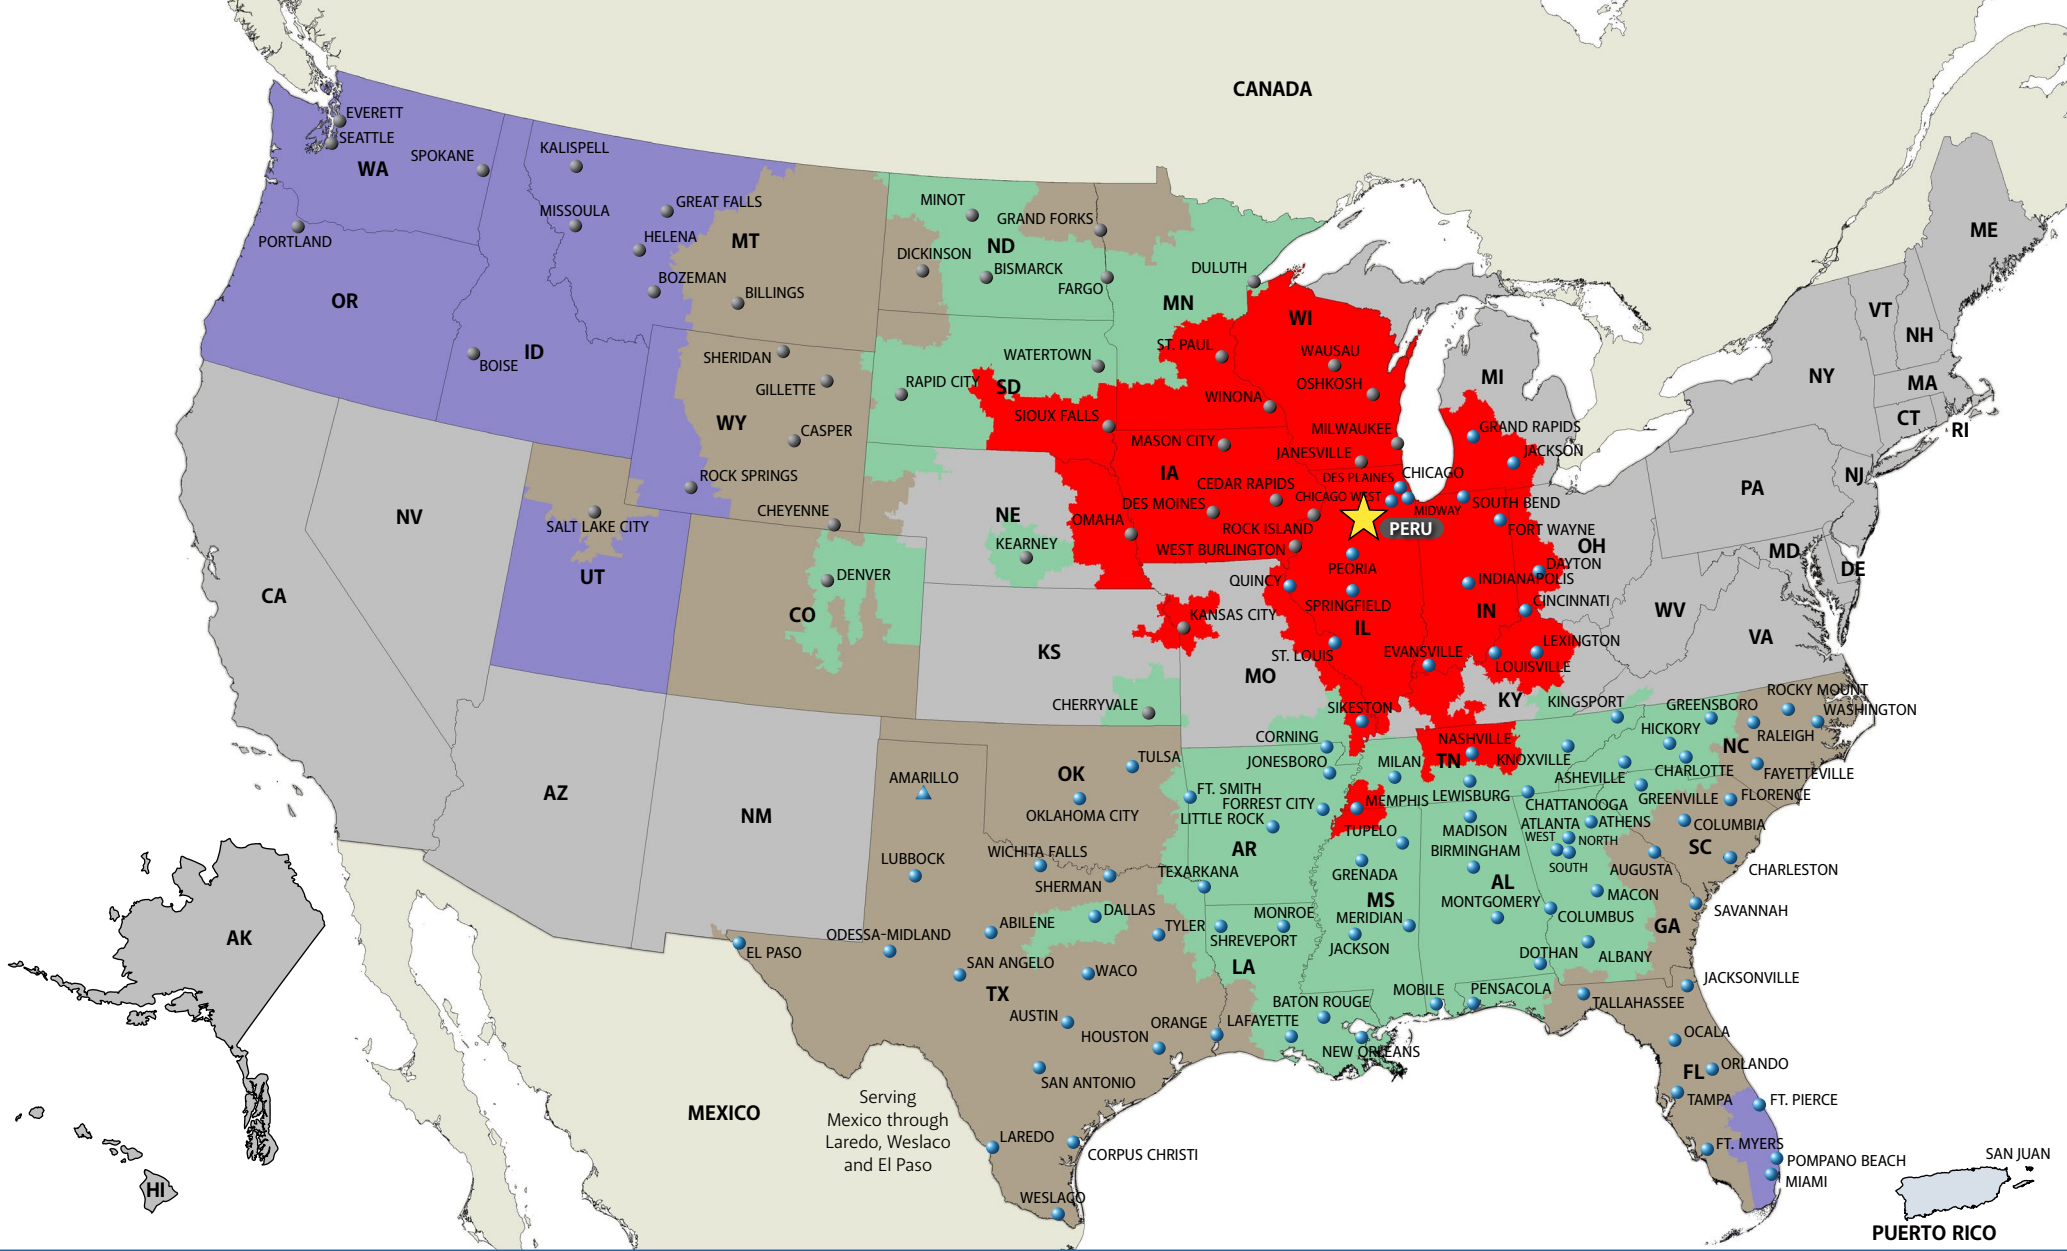 CANADA
EVERETT
SEATTLE
SPOKANE
WA
KALISPELL
GREAT FALLS
MISSOULA
HELENA
MT
PORTLAND
BOZEMAN
BILLINGS
OR
BOISE
ID
MINOT
GRAND FORKS
DICKINSON
ND
BISMARCK
FARGO
DULUTH
MN
WI
ST. PAUL
WAUSAU
OSHKOSH
WINONA
MILWAUKEE
JANESVILLE
WATERTOWN
RAPID CITY
SD
SIOUX FALLS
SHERIDAN
GILLETTE
WY
CASPER
ROCK SPRINGS
CHEYENNE
MI
GRAND RAPIDS
JACKSON
ME
VT
NH
NY
MA
CT
RI
NJ
PA
MD
DE
OH
WV
VA
MASON CITY
IA
CEDAR RAPIDS
DES MOINES
ROCK ISLAND
WEST BURLINGTON
DES PLAINES
CHICAGO
CHICAGO WEST
MIDWAY
PERU
SOUTH BEND
FORT WAYNE
DAYTON
INDIANAPOLIS
CINCINNATI
IN
PEORIA
QUINCY
SPRINGFIELD
IL
ST. LOUIS
EVANSVILLE
LEXINGTON
LOUISVILLE
KY
NE
OMAHA
KEARNEY
NV
SALT LAKE CITY
UT
CA
DENVER
CO
KS
KANSAS CITY
MO
CHERRYVALE
SIKESTON
AZ
NM
AMARILLO
OK
TULSA
OKLAHOMA CITY
LUBBOCK
WICHITA FALLS
SHERMAN
CORNING
JONESBORO
FT. SMITH
FORREST CITY
LITTLE ROCK
AR
TEXARKANA
NASHVILLE
TN
MILAN
KNOXVILLE
KINGSPORT
MEMPHIS
LEWISBURG
CHATTANOOGA
GREENSBORO
ROCKY MOUNT
WASHINGTON
HICKORY
RALEIGH
NC
CHARLOTTE
ASHEVILLE
FAYETTEVILLE
GREENVILLE
FLORENCE
COLUMBIA
SC
CHARLESTON
TUPELO
MADISON
ATLANTA
WEST
NORTH
SOUTH
ATHENS
BIRMINGHAM
GRENADA
AL
MS
AUGUSTA
MACON
MONTGOMERY
COLUMBUS
SAVANNAH
GA
MERIDIAN
JACKSON
DOTHAN
ALBANY
EL PASO
ODESSA-MIDLAND
ABILENE
DALLAS
TYLER
SHREVEPORT
MONROE
LA
SAN ANGELO
WACO
TX
AUSTIN
HOUSTON
ORANGE
LAFAYETTE
BATON ROUGE
NEW ORLEANS
MOBILE
PENSACOLA
TALLAHASSEE
JACKSONVILLE
OCALA
ORLANDO
FL
TAMPA
FT. PIERCE
FT. MYERS
POMPANO BEACH
MIAMI
SAN ANTONIO
LAREDO
CORPUS CHRISTI
WESLACO
MEXICO
Serving
Mexico through
Laredo, Weslaco
and El Paso
AK
HI
SAN JUAN
PUERTO RICO